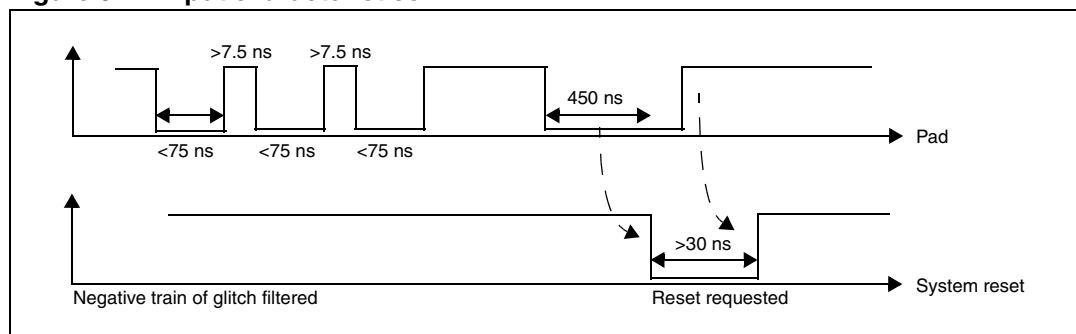 >7.5 ns >7.5 ns
450 ns
Pad
<75 ns <75 ns <75 ns
>30 ns
System reset
Negative train of glitch filtered Reset requested